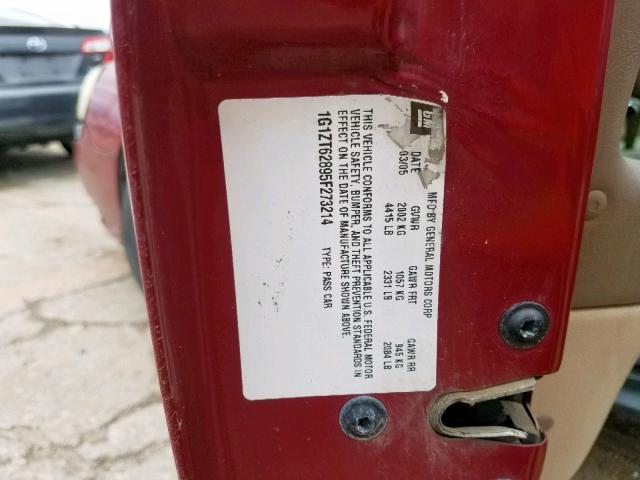 GM
MFD BY GENERAL MOTORS CORP
DATE GVWR GAWR FRT GAWR RR
03/05 2002 KG 1057 KG 945 KG
4415 LB 2331 LB 2084 LB
THIS VEHICLE CONFORMS TO ALL APPLICABLE U.S. FEDERAL MOTOR
VEHICLE SAFETY, BUMPER, AND THEFT PREVENTION STANDARDS IN
EFFECT ON THE DATE OF MANUFACTURE SHOWN ABOVE.
1G1ZT62895F273214 TYPE: PASS CAR